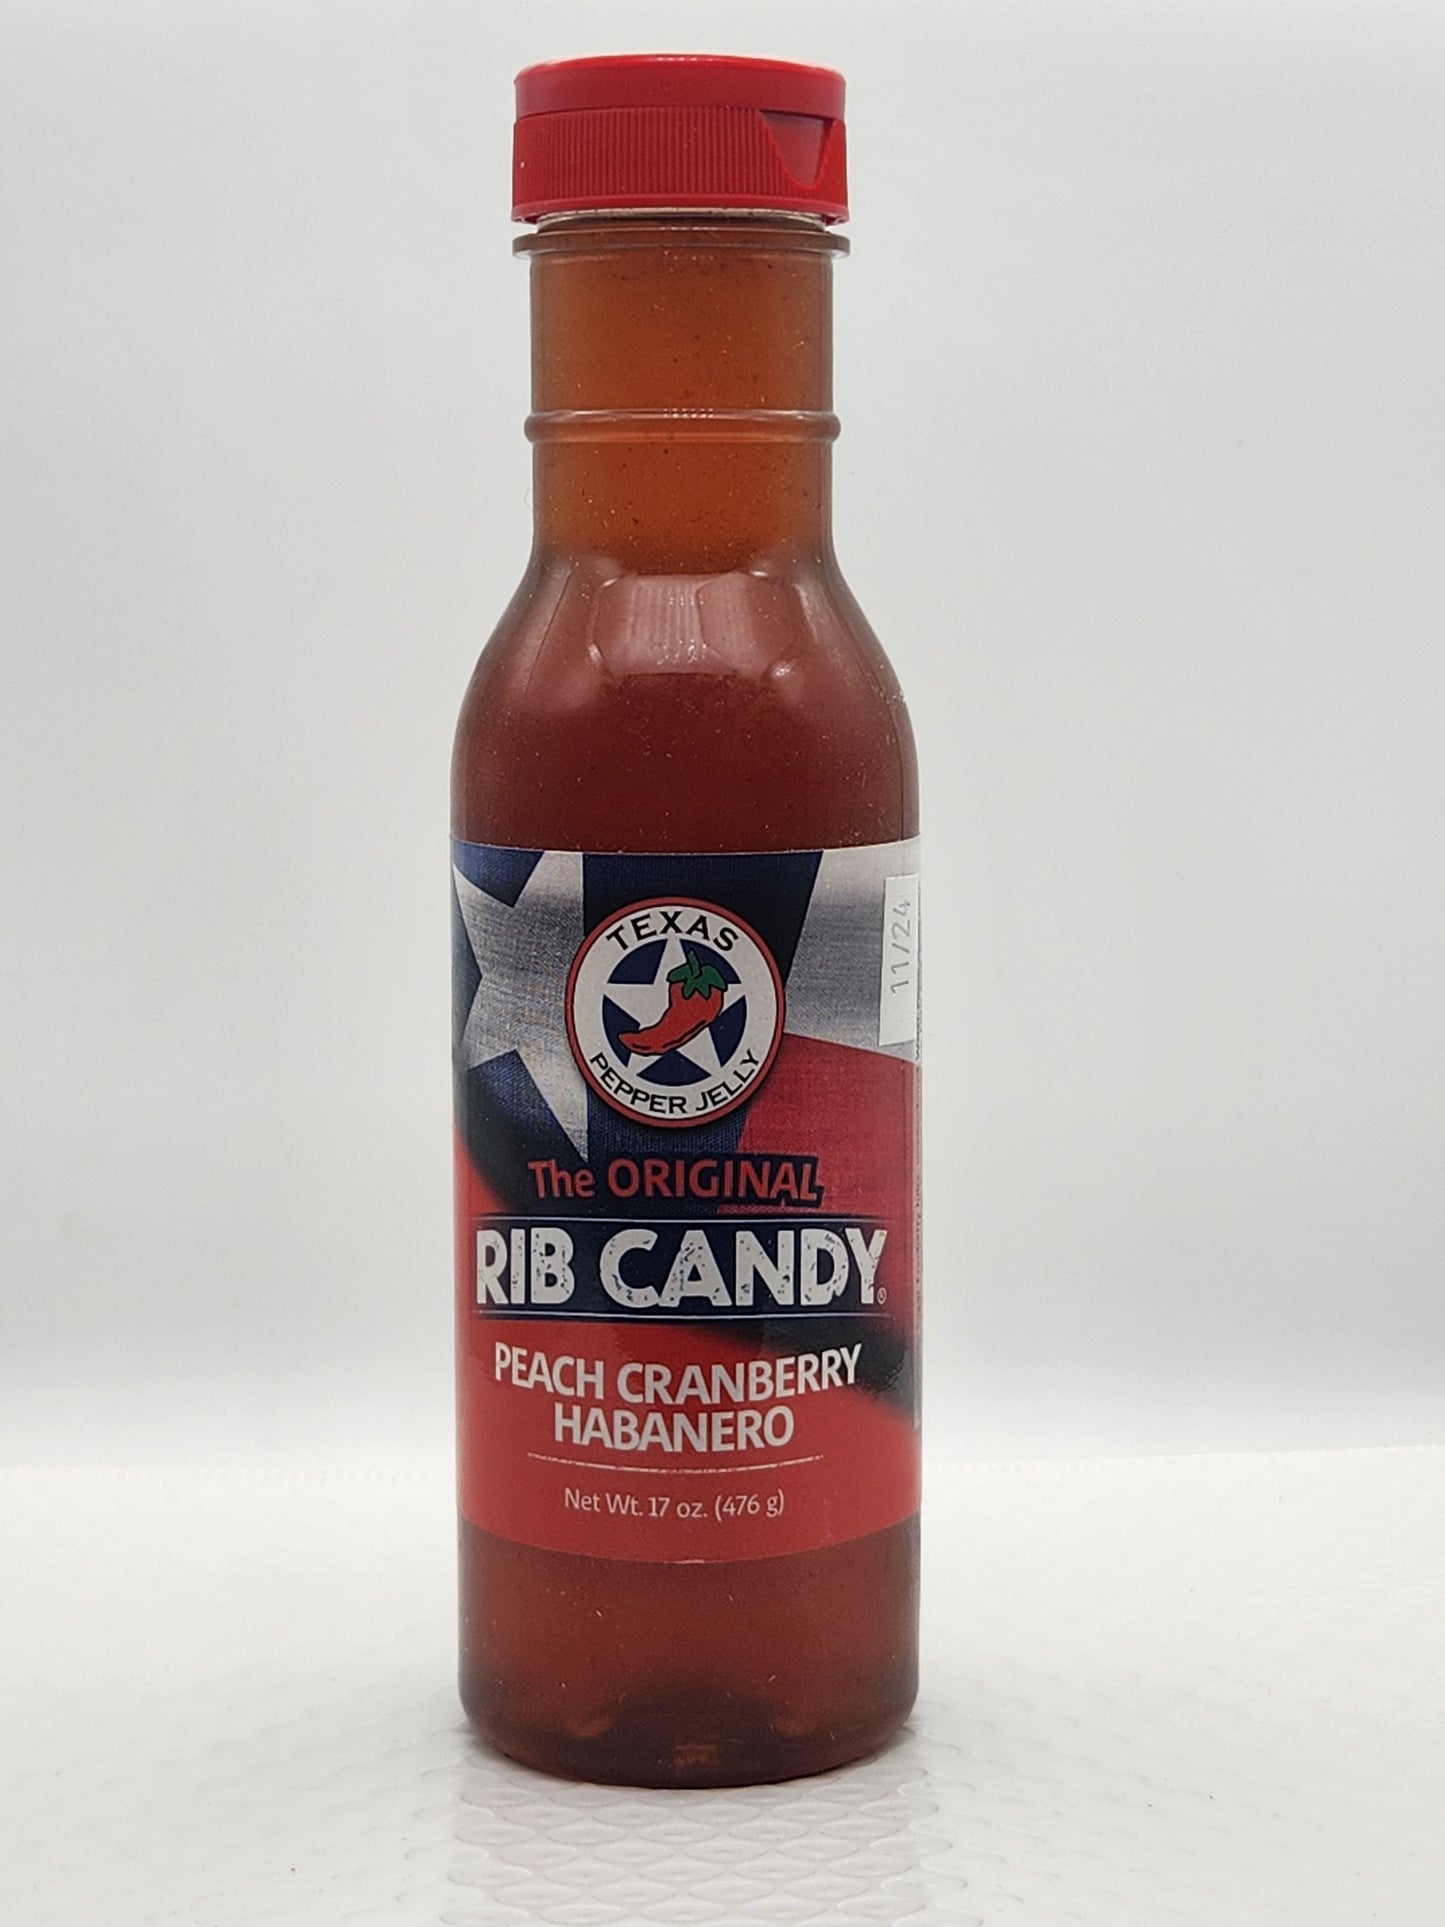 TEXAS
PEPPER JELLY
11/24
The ORIGINAL
RIB CANDY®
PEACH CRANBERRY
HABANERO
Net Wt. 17 oz. (476 g)